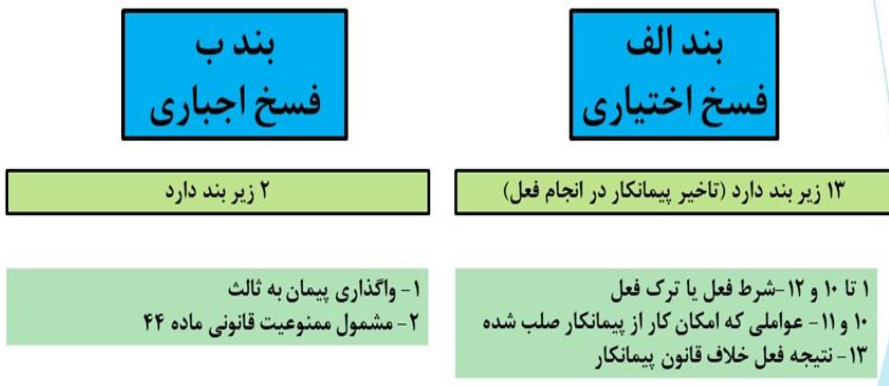 بند الف
فسخ اختیاری
۱۳ زیر بند دارد (تاخیر پیمانکار در انجام فعل)
۱ تا ۱۰ و ۱۲-شرط فعل یا ترک فعل
۱۰ و ۱۱- عواملی که امکان کار از پیمانکار صلب شده
۱۳- نتیجه فعل خلاف قانون پیمانکار
بند ب
فسخ اجباری
۲ زیر بند دارد
۱- واگذاری پیمان به ثالث
۲- مشمول ممنوعیت قانونی ماده ۴۴